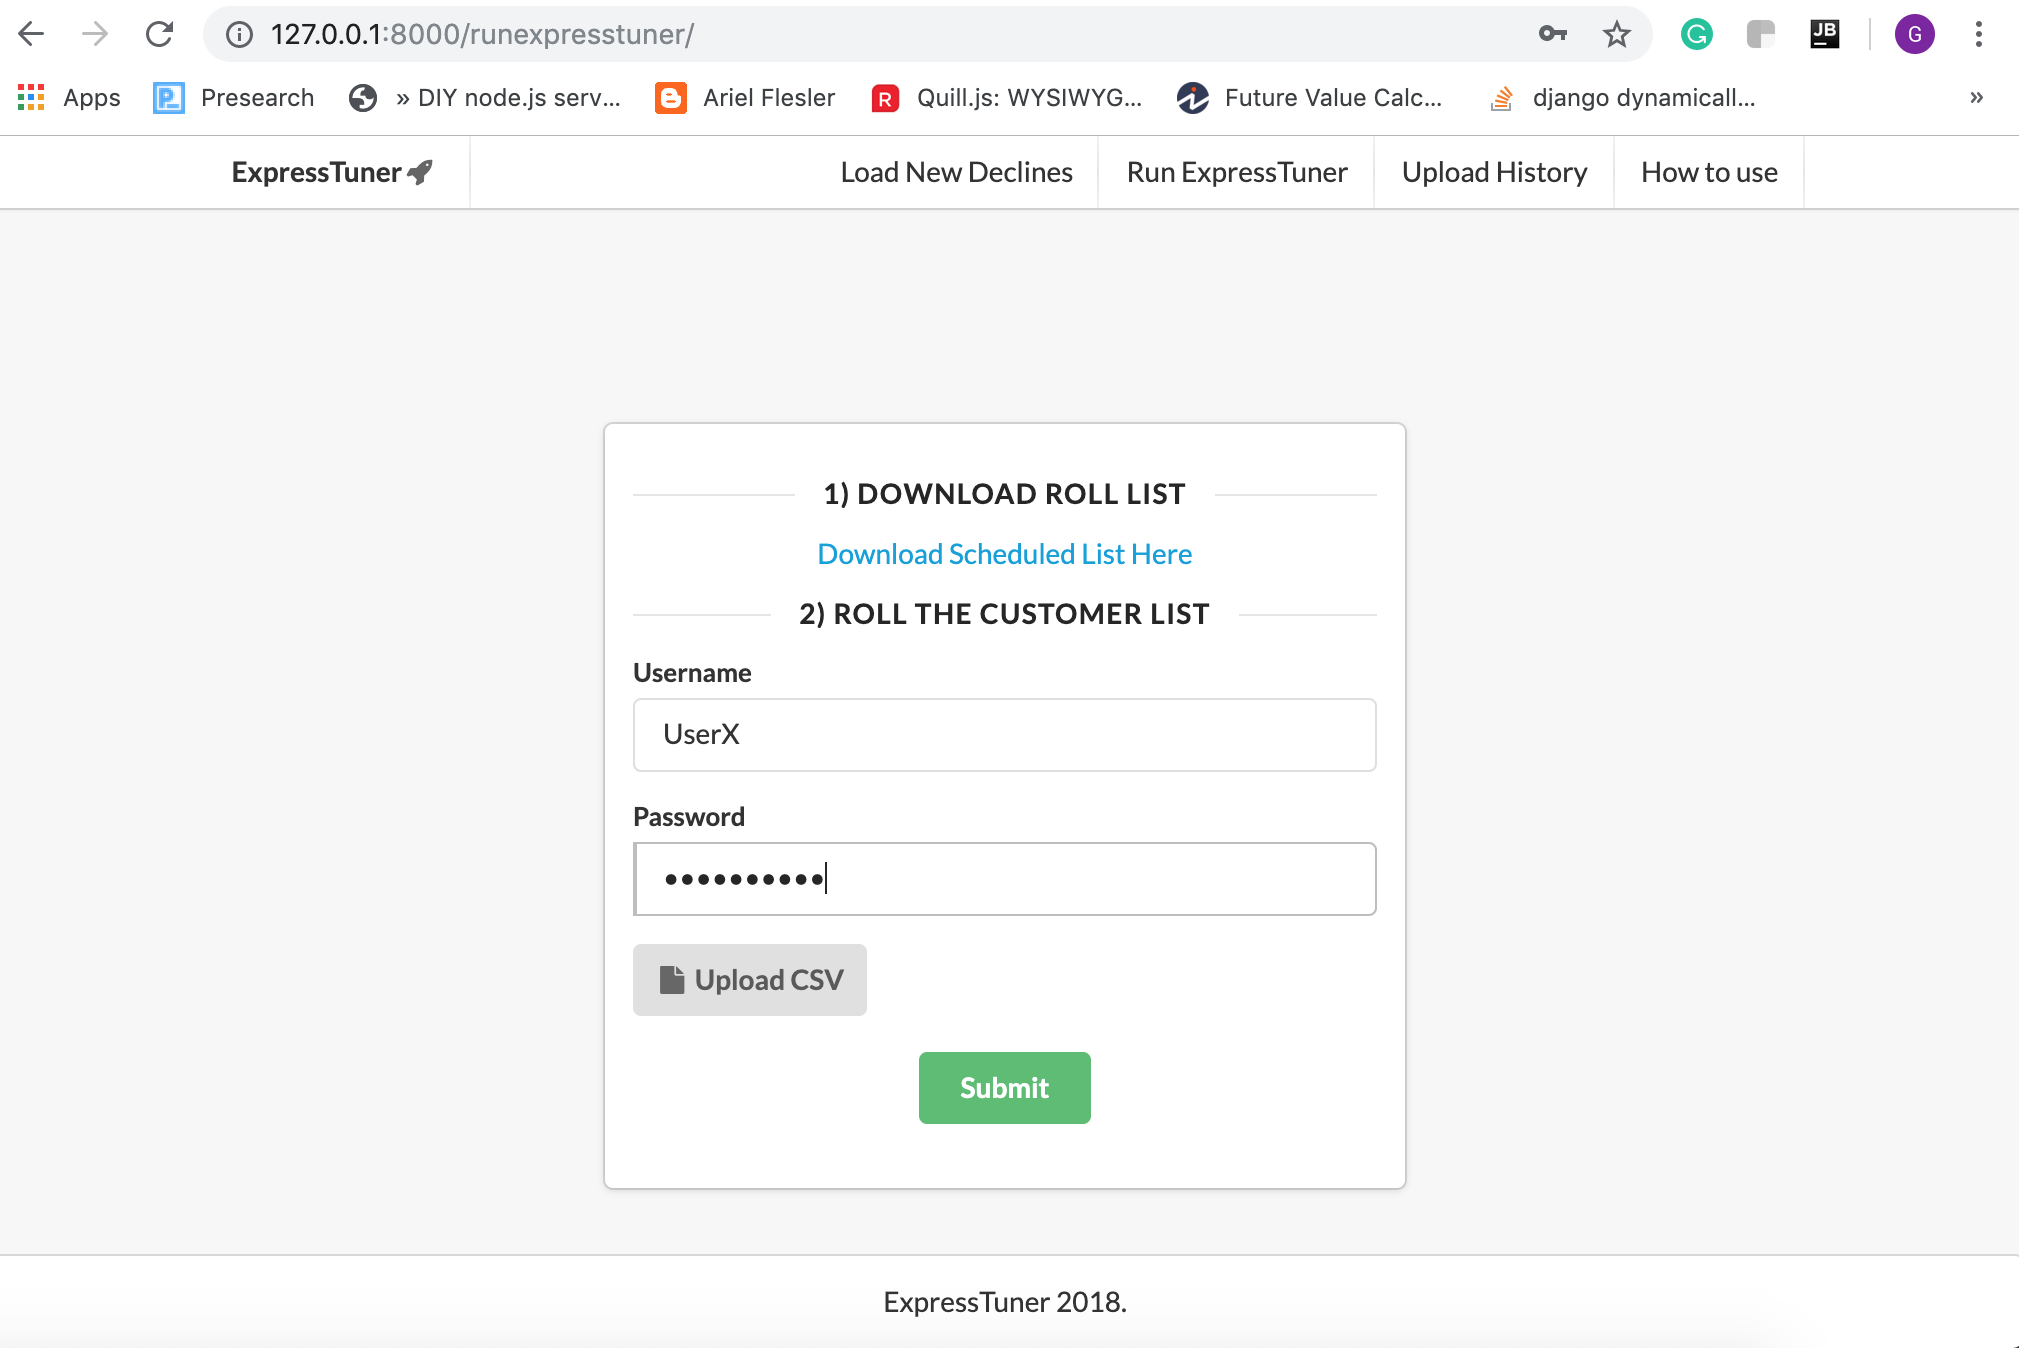 127.0.0.1:8000/runexpresstuner/
JB
G
Apps
Presearch
» DIY node.js serv...
Ariel Flesler
R
Quill.js: WYSIWYG...
Future Value Calc...
django dynamicall...
»
ExpressTuner
Load New Declines
Run ExpressTuner
Upload History
How to use
1) DOWNLOAD ROLL LIST
Download Scheduled List Here
2) ROLL THE CUSTOMER LIST
Username
UserX
Password
••••••••••
Upload CSV
Submit
ExpressTuner 2018.